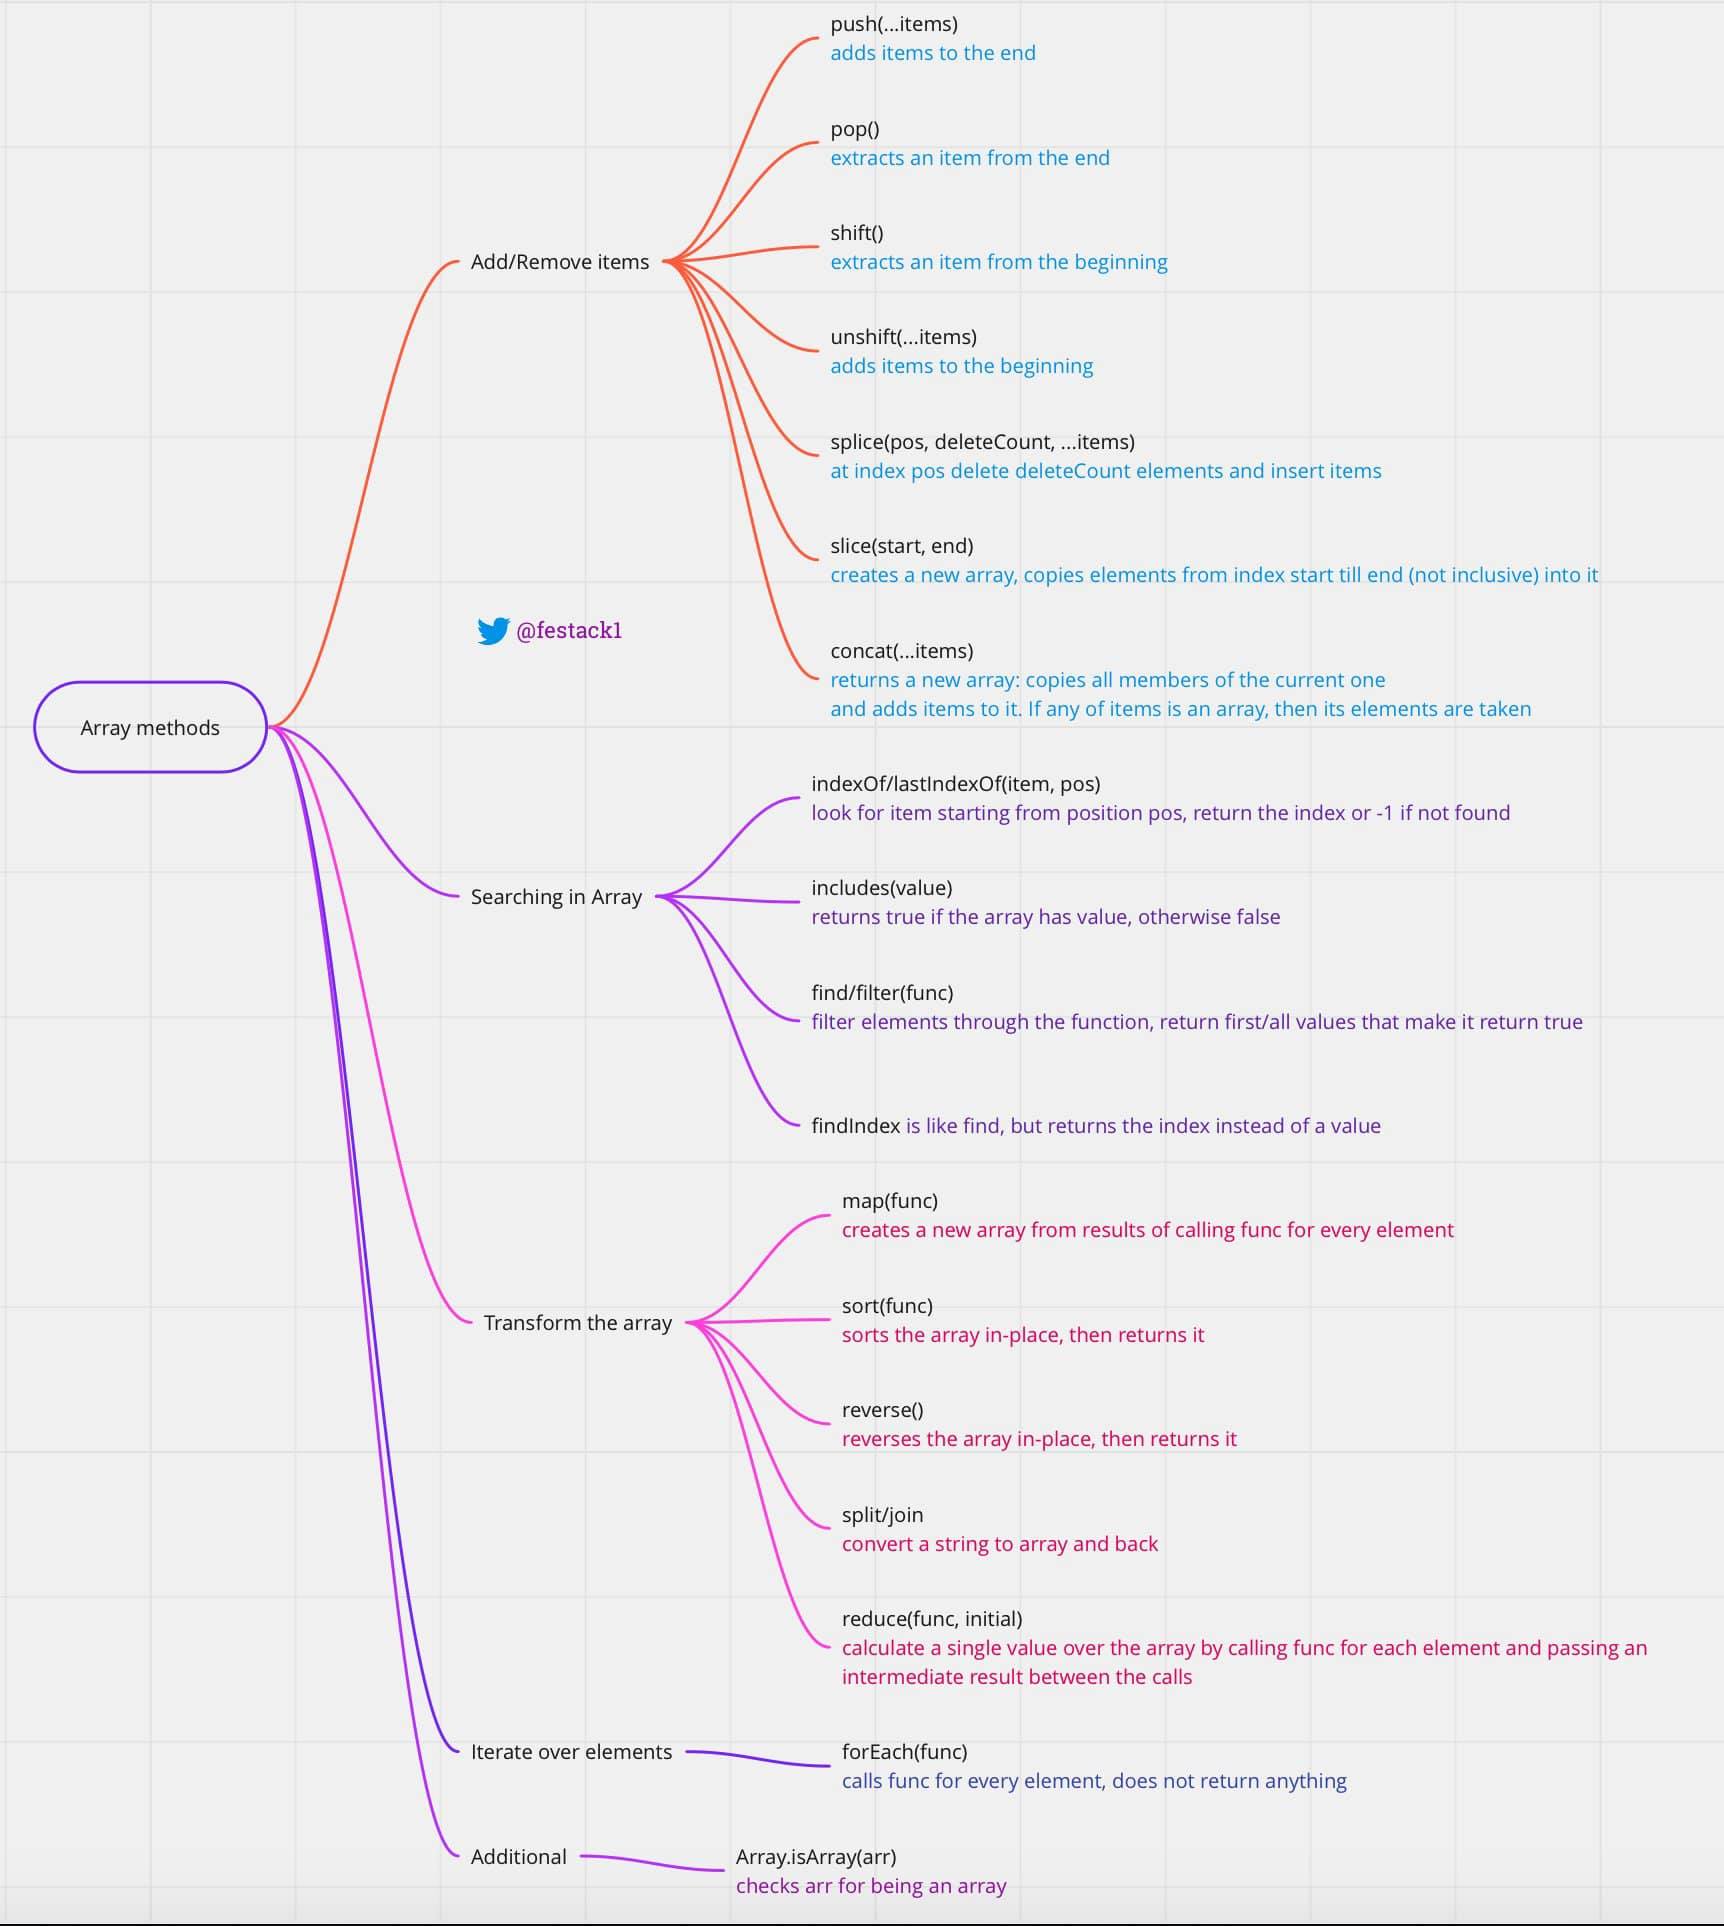 push(...items)
adds items to the end
pop()
extracts an item from the end
shift()
extracts an item from the beginning
Add/Remove items
unshift(...items)
adds items to the beginning
splice(pos, deleteCount, ...items)
at index pos delete deleteCount elements and insert items
slice(start, end)
creates a new array, copies elements from index start till end (not inclusive) into it
@festack1
concat(...items)
returns a new array: copies all members of the current one
and adds items to it. If any of items is an array, then its elements are taken
Array methods
indexOf/lastIndexOf(item, pos)
look for item starting from position pos, return the index or -1 if not found
Searching in Array
includes(value)
returns true if the array has value, otherwise false
find/filter(func)
filter elements through the function, return first/all values that make it return true
findIndex is like find, but returns the index instead of a value
map(func)
creates a new array from results of calling func for every element
Transform the array
sort(func)
sorts the array in-place, then returns it
reverse()
reverses the array in-place, then returns it
split/join
convert a string to array and back
reduce(func, initial)
calculate a single value over the array by calling func for each element and passing an
intermediate result between the calls
Iterate over elements
forEach(func)
calls func for every element, does not return anything
Additional
Array.isArray(arr)
checks arr for being an array